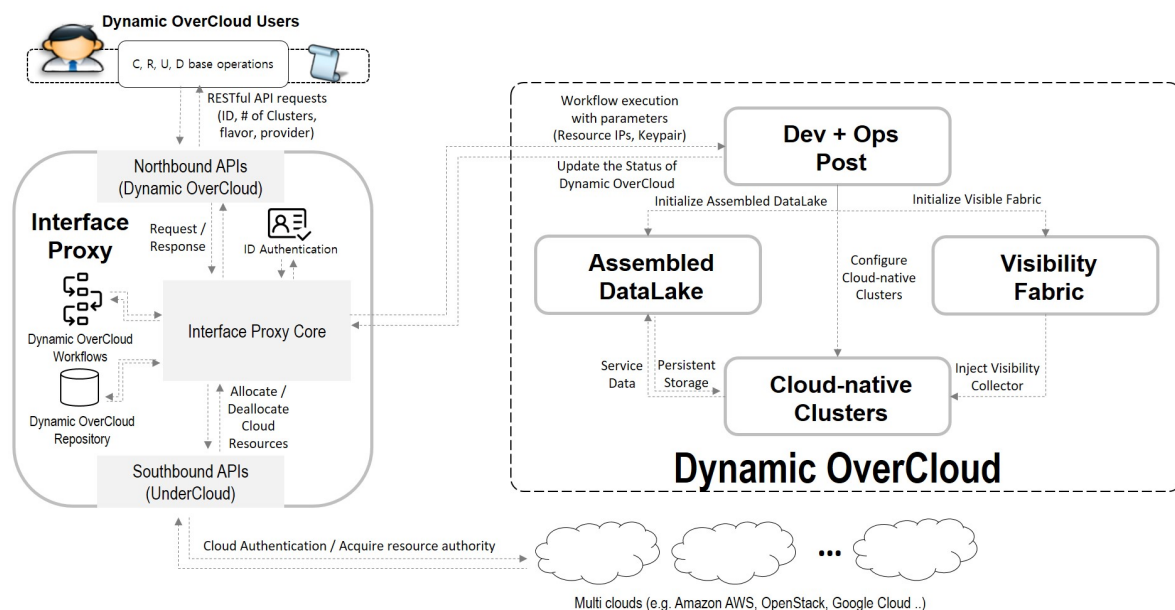 Dynamic OverCloud Users
C, R, U, D base operations
RESTful API requests
(ID, # of Clusters,
flavor, provider)
Northbound APIs
(Dynamic OverCloud)
Interface
Proxy
Request /
Response
ID Authentication
Dynamic OverCloud
Workflows
Interface Proxy Core
Dynamic OverCloud
Repository
Allocate /
Deallocate
Cloud
Resources
Southbound APIs
(UnderCloud)
Workflow execution
with parameters
(Resource IPs, Keypair)
Update the Status of
Dynamic OverCloud
Dev + Ops
Post
Initialize Assembled DataLake
Initialize Visible Fabric
Assembled
DataLake
Configure
Cloud-native
Clusters
Visibility
Fabric
Service
Data
Persistent
Storage
Cloud-native
Clusters
Inject Visibility
Collector
Dynamic OverCloud
Cloud Authentication / Acquire resource authority
...
Multi clouds (e.g. Amazon AWS, OpenStack, Google Cloud ..)